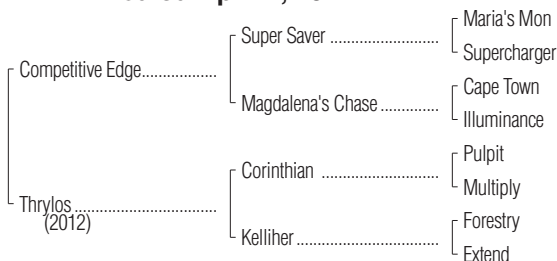 Maria's Mon
Super Saver ......................
Supercharger
Competitive Edge..................
Cape Town
Magdalena's Chase ..............
Illuminance
Pulpit
Corinthian ........................
Multiply
Thrylos ..................................
(2012)
Forestry
Kelliher ..................................
Extend